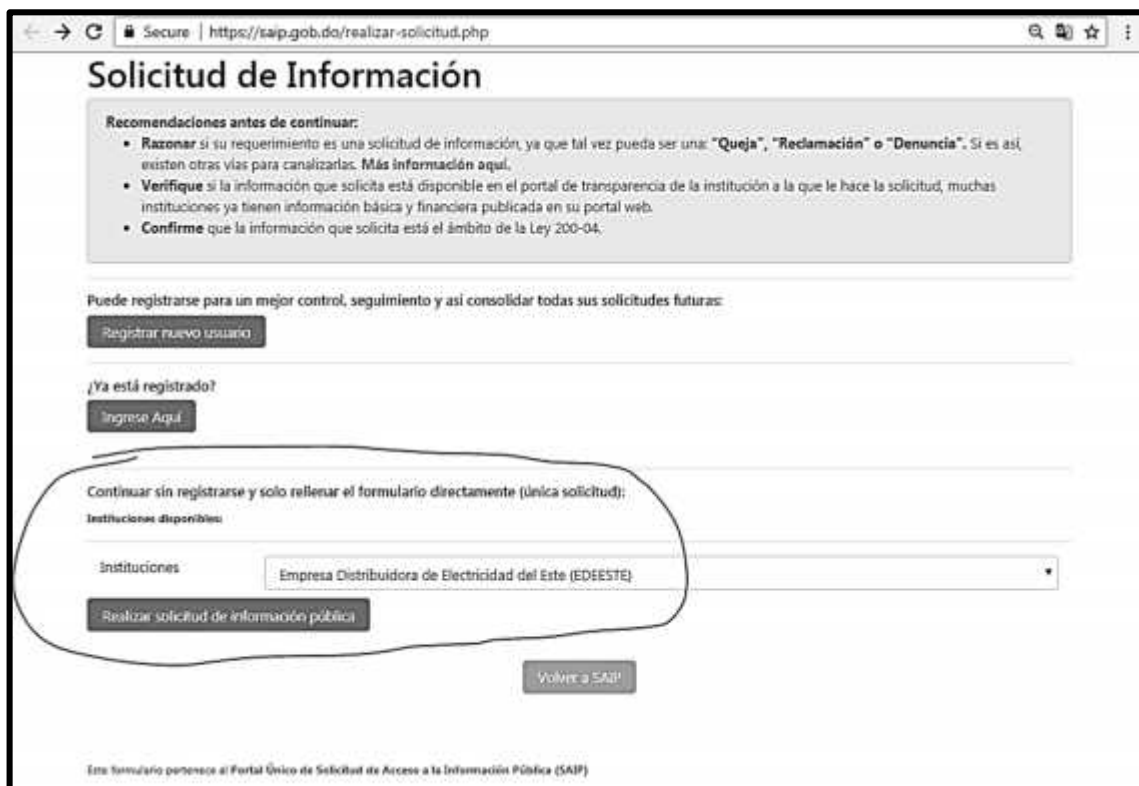 Secure | https://saip.gob.do/realizar-solicitud.php
Solicitud de Información
Recomendaciones antes de continuar:
• Razonar si su requerimiento es una solicitud de información, ya que tal vez pueda ser una: "Queja", "Reclamación" o "Denuncia". Si es así,
existen otras vías para canalizarlas. Más información aquí.
• Verifique si la información que solicita está disponible en el portal de transparencia de la institución a la que le hace la solicitud, muchas
instituciones ya tienen información básica y financiera publicada en su portal web.
• Confirme que la información que solicita está el ámbito de la Ley 200-04.
Puede registrarse para un mejor control, seguimiento y así consolidar todas sus solicitudes futuras:
Registrar nuevo usuario
¿Ya está registrado?
Ingrese Aquí
Continuar sin registrarse y solo rellenar el formulario directamente (única solicitud):
Instituciones disponibles:
Instituciones
Empresa Distribuidora de Electricidad del Este (EDEESTE)
Realizar solicitud de información pública
Volver a SAIP
Este formulario pertenece al Portal Único de Solicitud de Acceso a la Información Pública (SAIP)